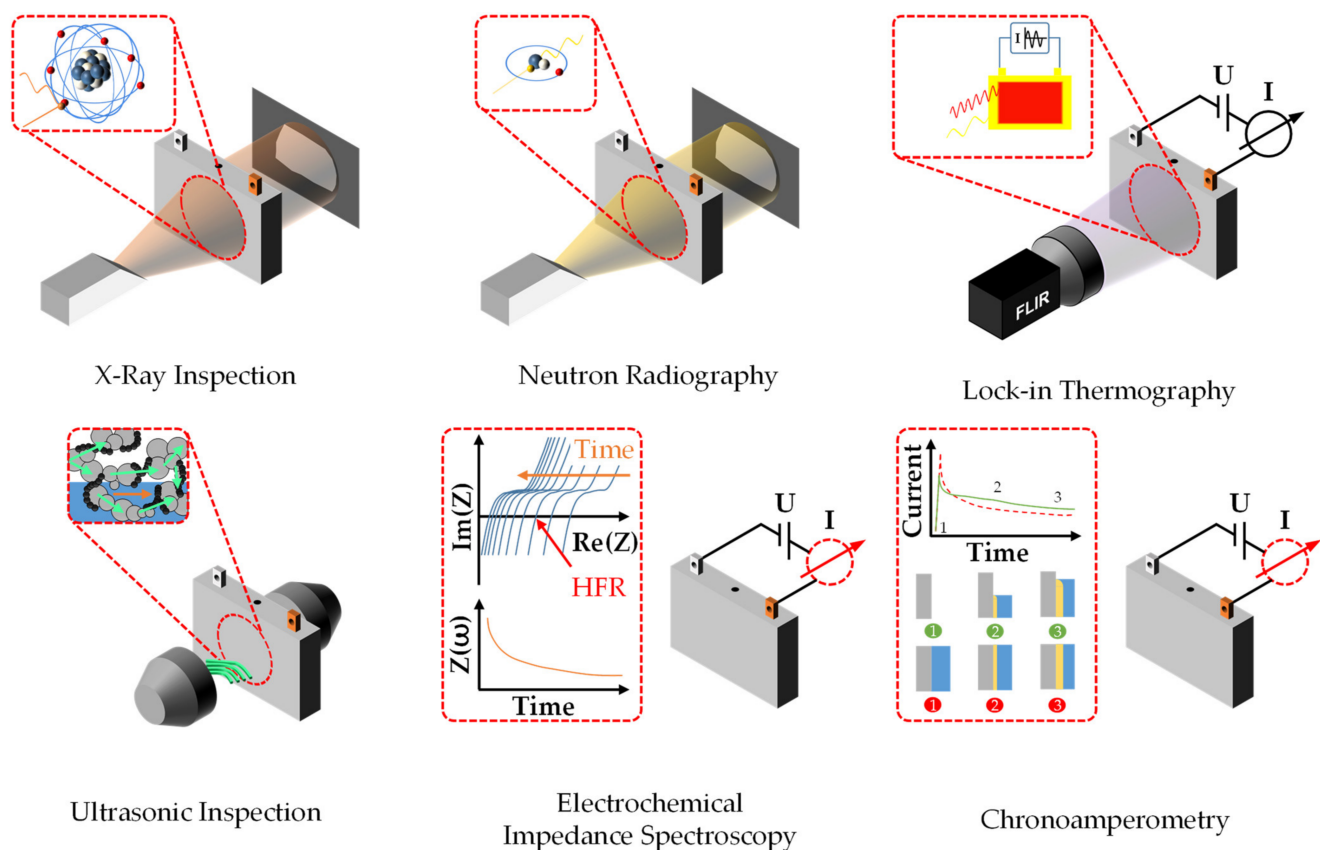 I
U
I
FLIR
X-Ray Inspection
Neutron Radiography
Lock-in Thermography
Im(Z)
Time
Re(Z)
HFR
Z(ω)
Time
U
I
Current
1
2
3
Time
1
2
3
1
2
3
U
I
Ultrasonic Inspection
Electrochemical
Impedance Spectroscopy
Chronoamperometry